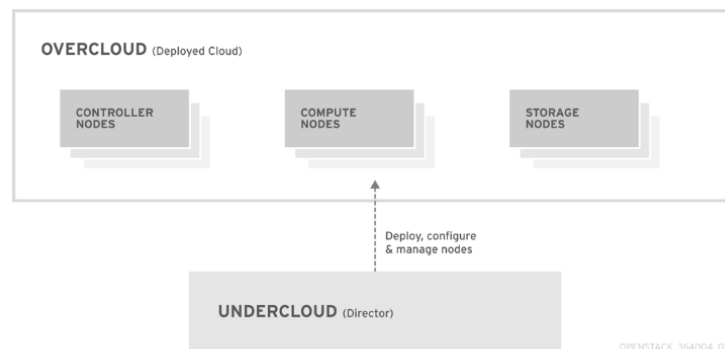 OVERCLOUD (Deployed Cloud)
CONTROLLER
NODES
COMPUTE
NODES
STORAGE
NODES
Deploy, configure
& manage nodes
UNDERCLOUD (Director)